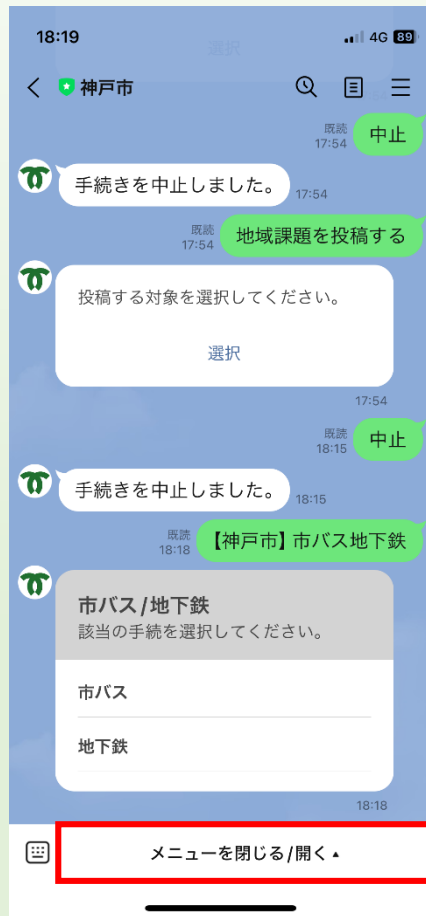 18:19
選択
4G 89
神戸市
既読
17:54
中止
手続きを中止しました。
17:54
既読
17:54
地域課題を投稿する
投稿する対象を選択してください。
選択
17:54
既読
18:15
中止
手続きを中止しました。
18:15
既読
18:18
【神戸市】市バス地下鉄
市バス/地下鉄
該当の手続を選択してください。
市バス
地下鉄
18:18
メニューを閉じる/開く▲